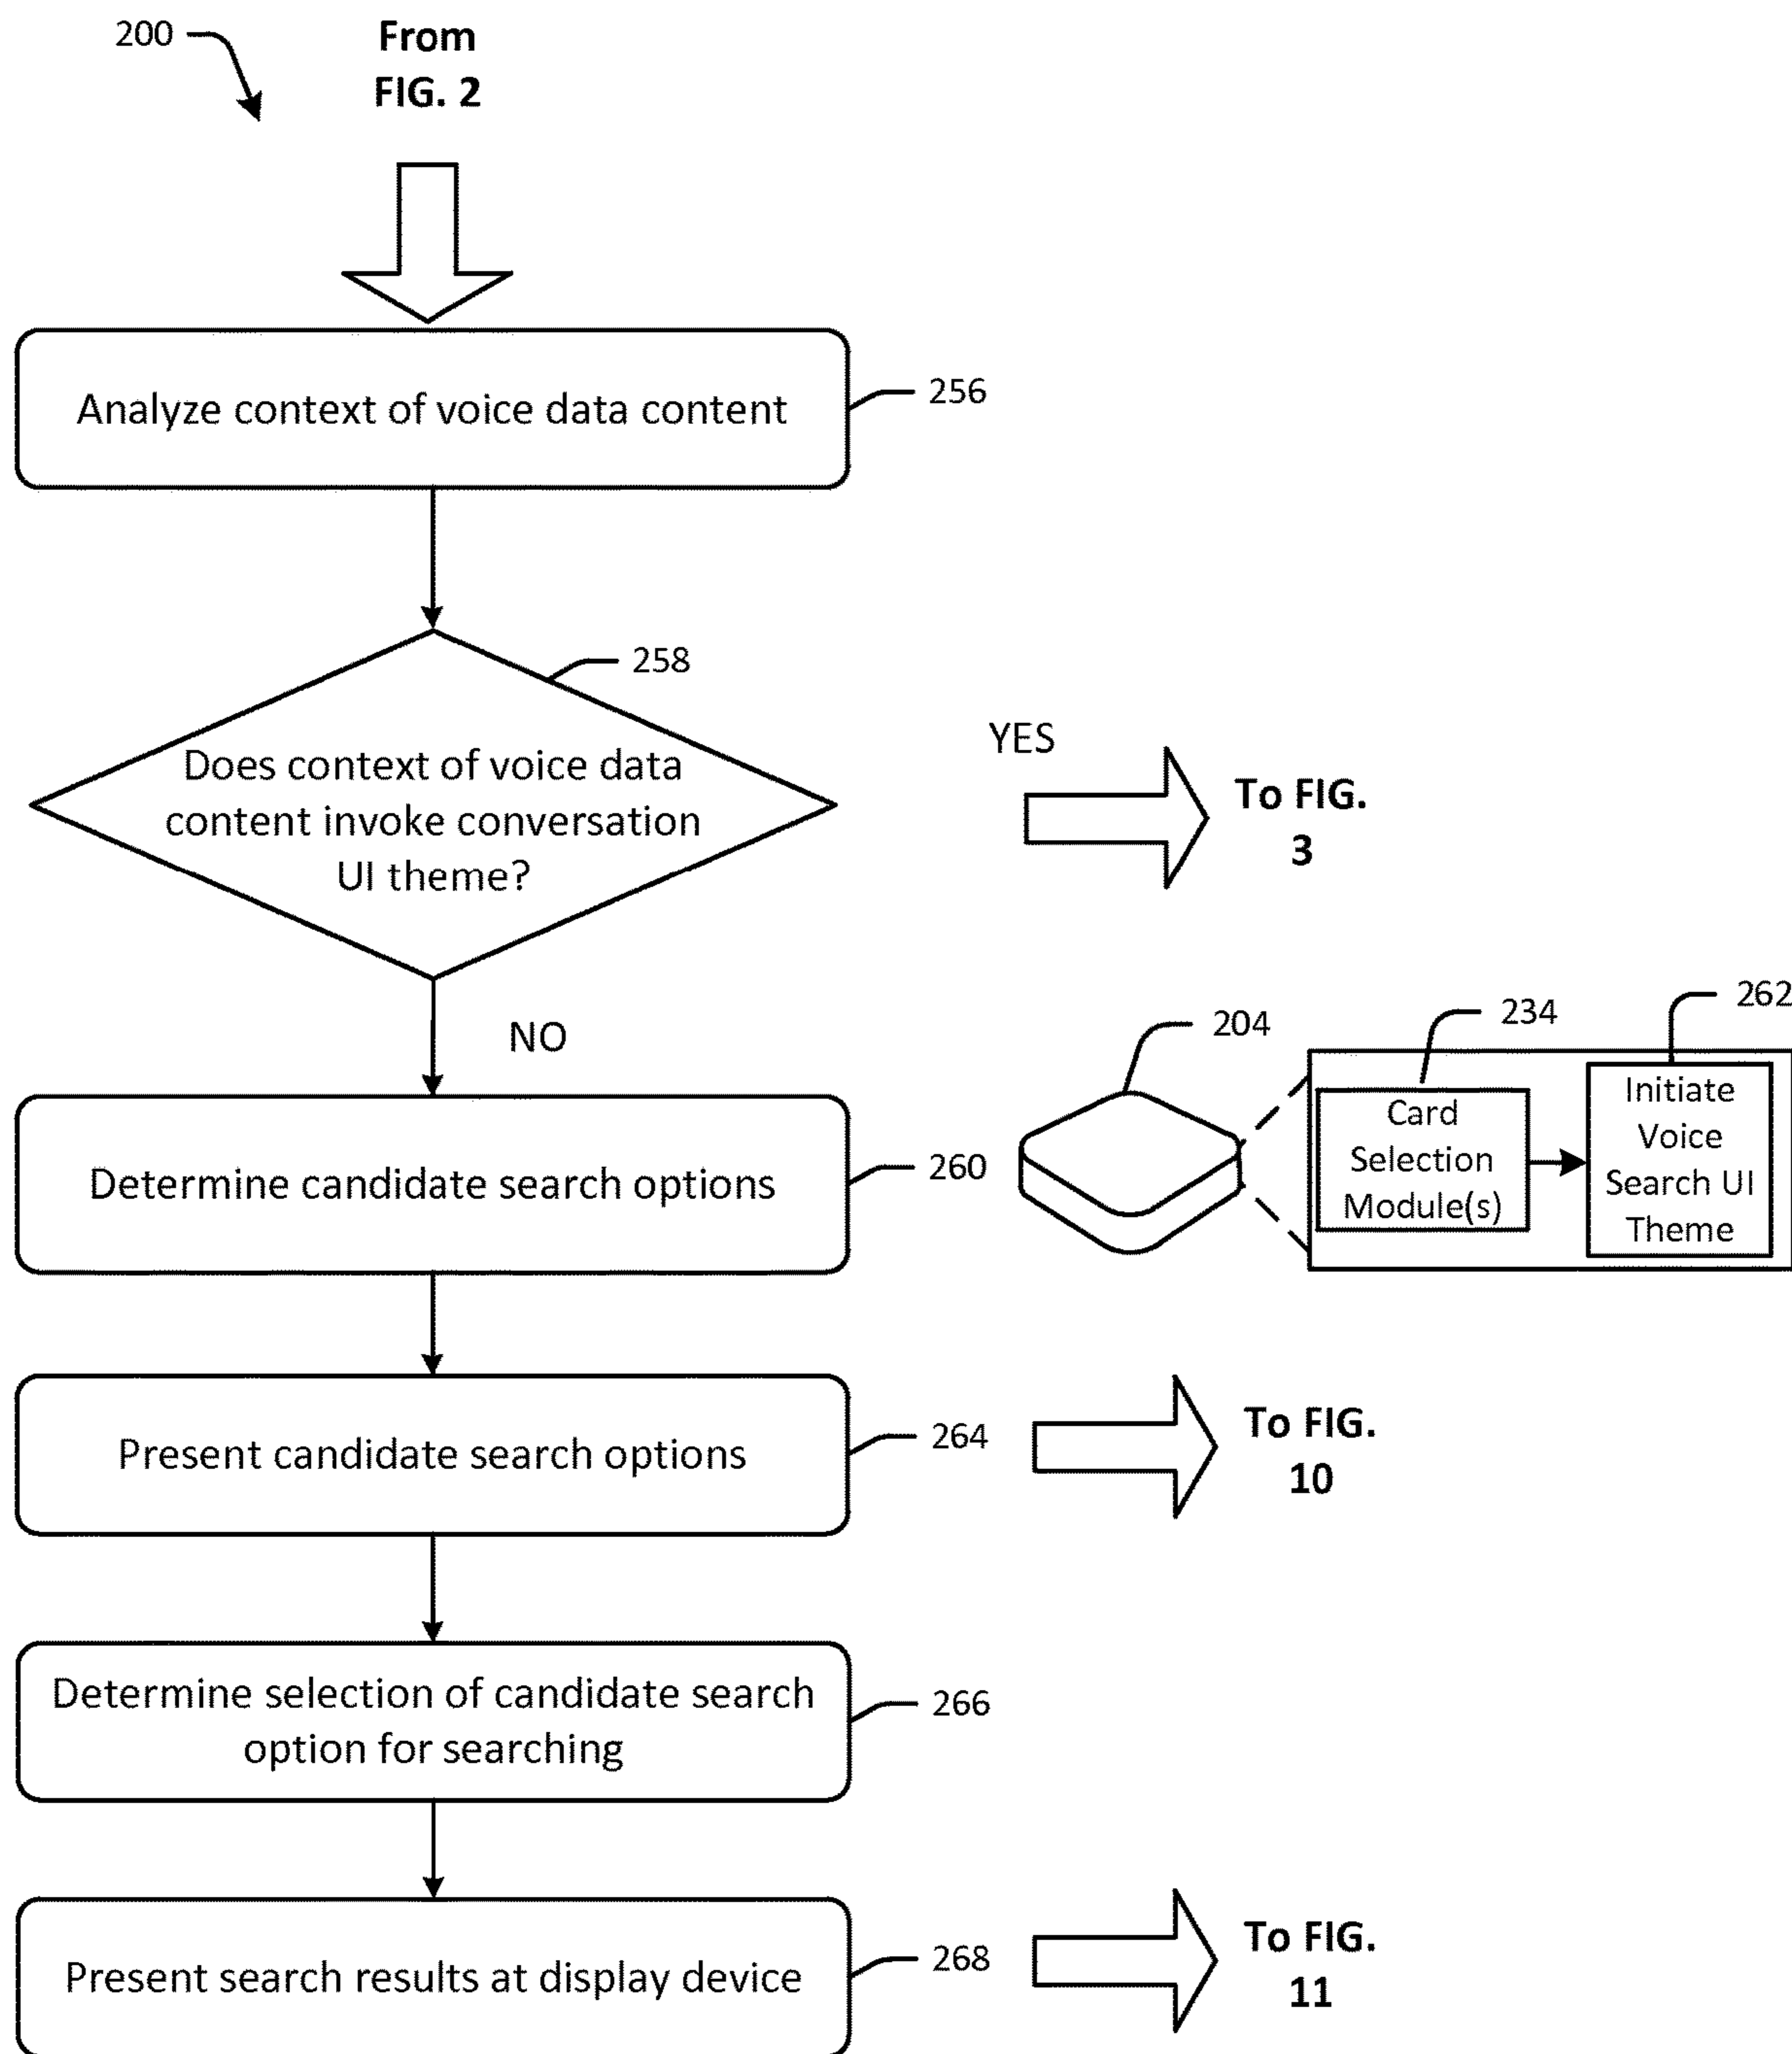 200
From
FIG. 2
Analyze context of voice data content
256
258
Does context of voice data
content invoke conversation
UI theme?
YES
To FIG.
3
NO
Determine candidate search options
260
204
234
262
Card
Selection
Module(s)
Initiate
Voice
Search UI
Theme
Present candidate search options
264
To FIG.
10
Determine selection of candidate search
option for searching
266
Present search results at display device
268
To FIG.
11